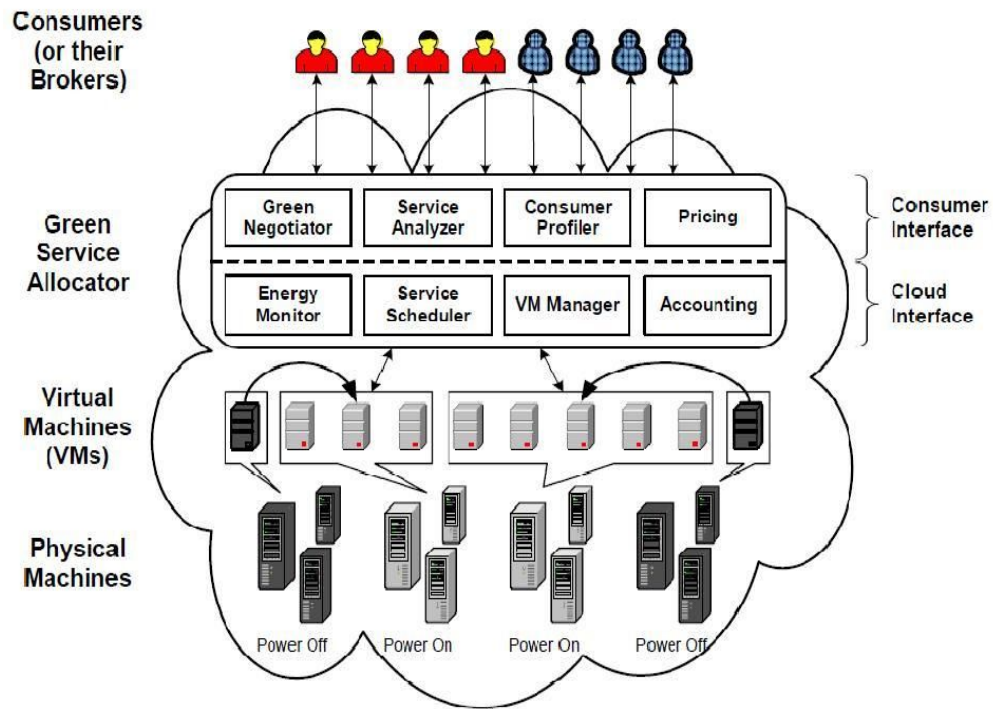 Consumers
(or their
Brokers)
Green
Service
Allocator
Green
Negotiator
Service
Analyzer
Consumer
Profiler
Pricing
Consumer
Interface
Energy
Monitor
Service
Scheduler
VM Manager
Accounting
Cloud
Interface
Virtual
Machines
(VMs)
Physical
Machines
Power Off
Power On
Power On
Power Off